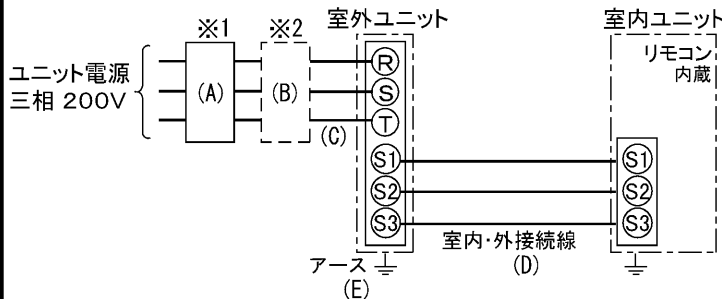 ※1
※2
室外ユニット
室内ユニット
ユニット電源
三相 200V
(A)
(B)
(C)
R
S
T
リモコン
内蔵
S1
S2
S3
S1
S2
S3
室内・外接続線
(D)
アース
(E)